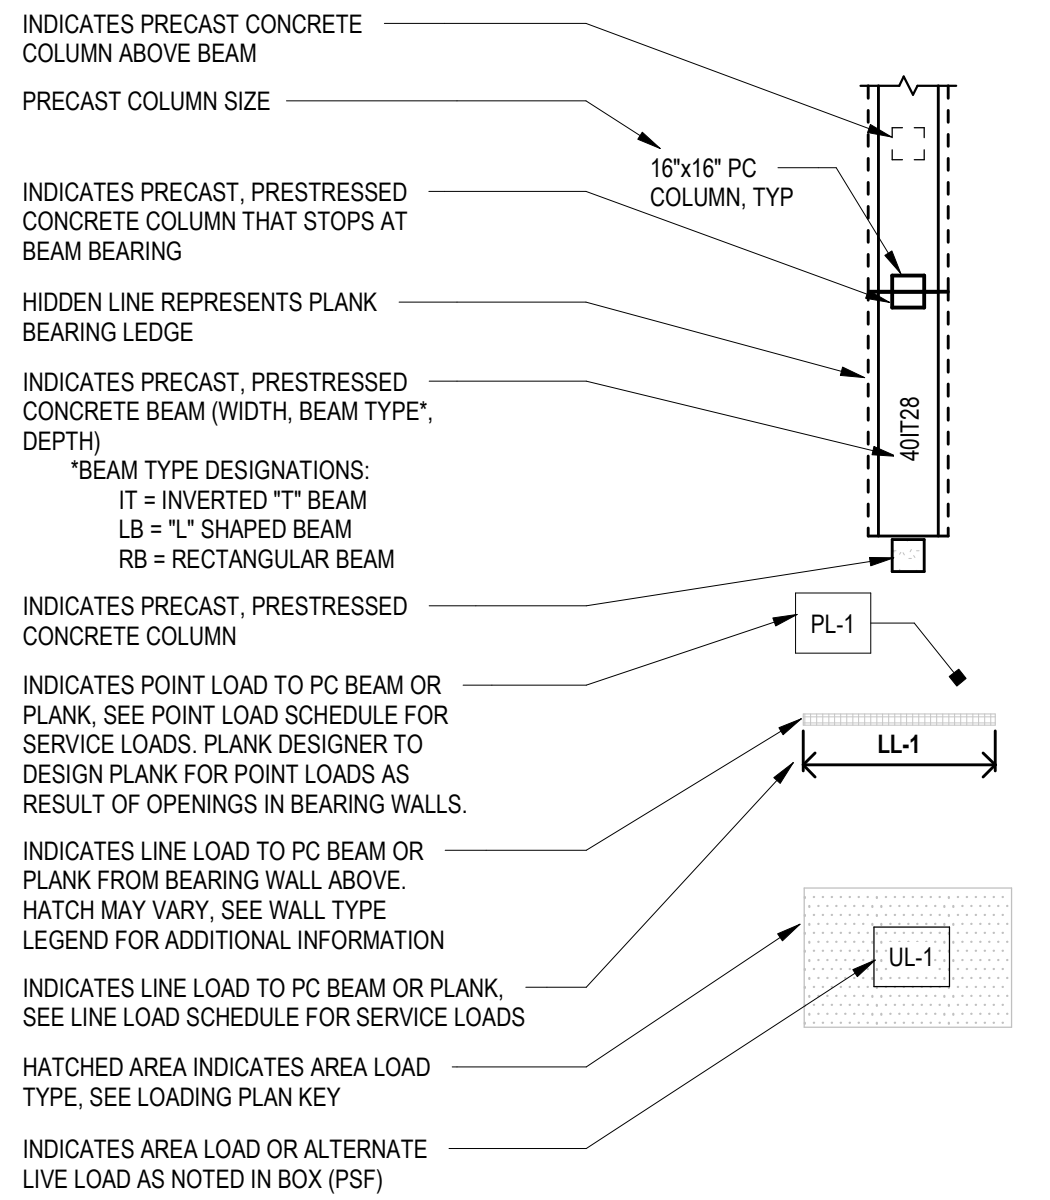 INDICATES PRECAST CONCRETE
COLUMN ABOVE BEAM
PRECAST COLUMN SIZE
16"x16" PC
COLUMN, TYP
INDICATES PRECAST, PRESTRESSED
CONCRETE COLUMN THAT STOPS AT
BEAM BEARING
HIDDEN LINE REPRESENTS PLANK
BEARING LEDGE
INDICATES PRECAST, PRESTRESSED
CONCRETE BEAM (WIDTH, BEAM TYPE*,
DEPTH)
*BEAM TYPE DESIGNATIONS:
IT = INVERTED "T" BEAM
LB = "L" SHAPED BEAM
RB = RECTANGULAR BEAM
40IT28
INDICATES PRECAST, PRESTRESSED
CONCRETE COLUMN
PL-1
INDICATES POINT LOAD TO PC BEAM OR
PLANK, SEE POINT LOAD SCHEDULE FOR
SERVICE LOADS. PLANK DESIGNER TO
DESIGN PLANK FOR POINT LOADS AS
RESULT OF OPENINGS IN BEARING WALLS.
LL-1
INDICATES LINE LOAD TO PC BEAM OR
PLANK FROM BEARING WALL ABOVE.
HATCH MAY VARY, SEE WALL TYPE
LEGEND FOR ADDITIONAL INFORMATION
INDICATES LINE LOAD TO PC BEAM OR PLANK,
SEE LINE LOAD SCHEDULE FOR SERVICE LOADS
UL-1
HATCHED AREA INDICATES AREA LOAD
TYPE, SEE LOADING PLAN KEY
INDICATES AREA LOAD OR ALTERNATE
LIVE LOAD AS NOTED IN BOX (PSF)